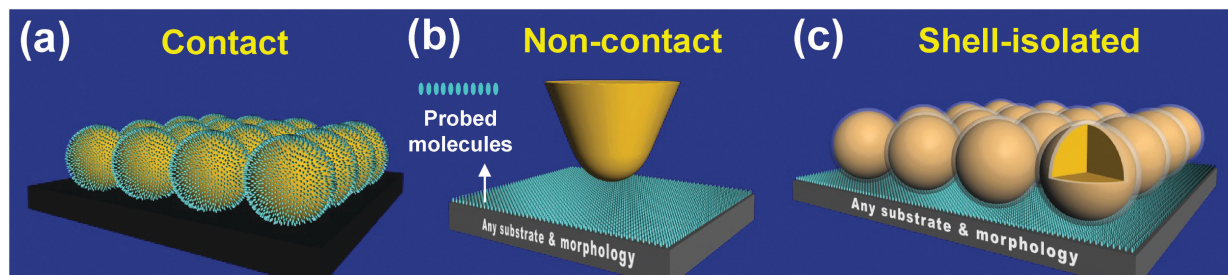 (a) Contact
(b) Non-contact
Probed
molecules
Any substrate & morphology
(c) Shell-isolated
Any substrate & morphology